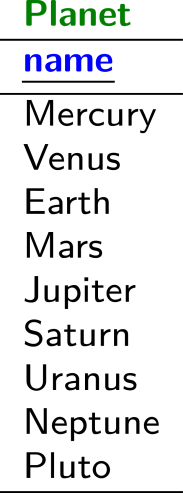 Planet
name
Mercury
Venus
Earth
Mars
Jupiter
Saturn
Uranus
Neptune
Pluto